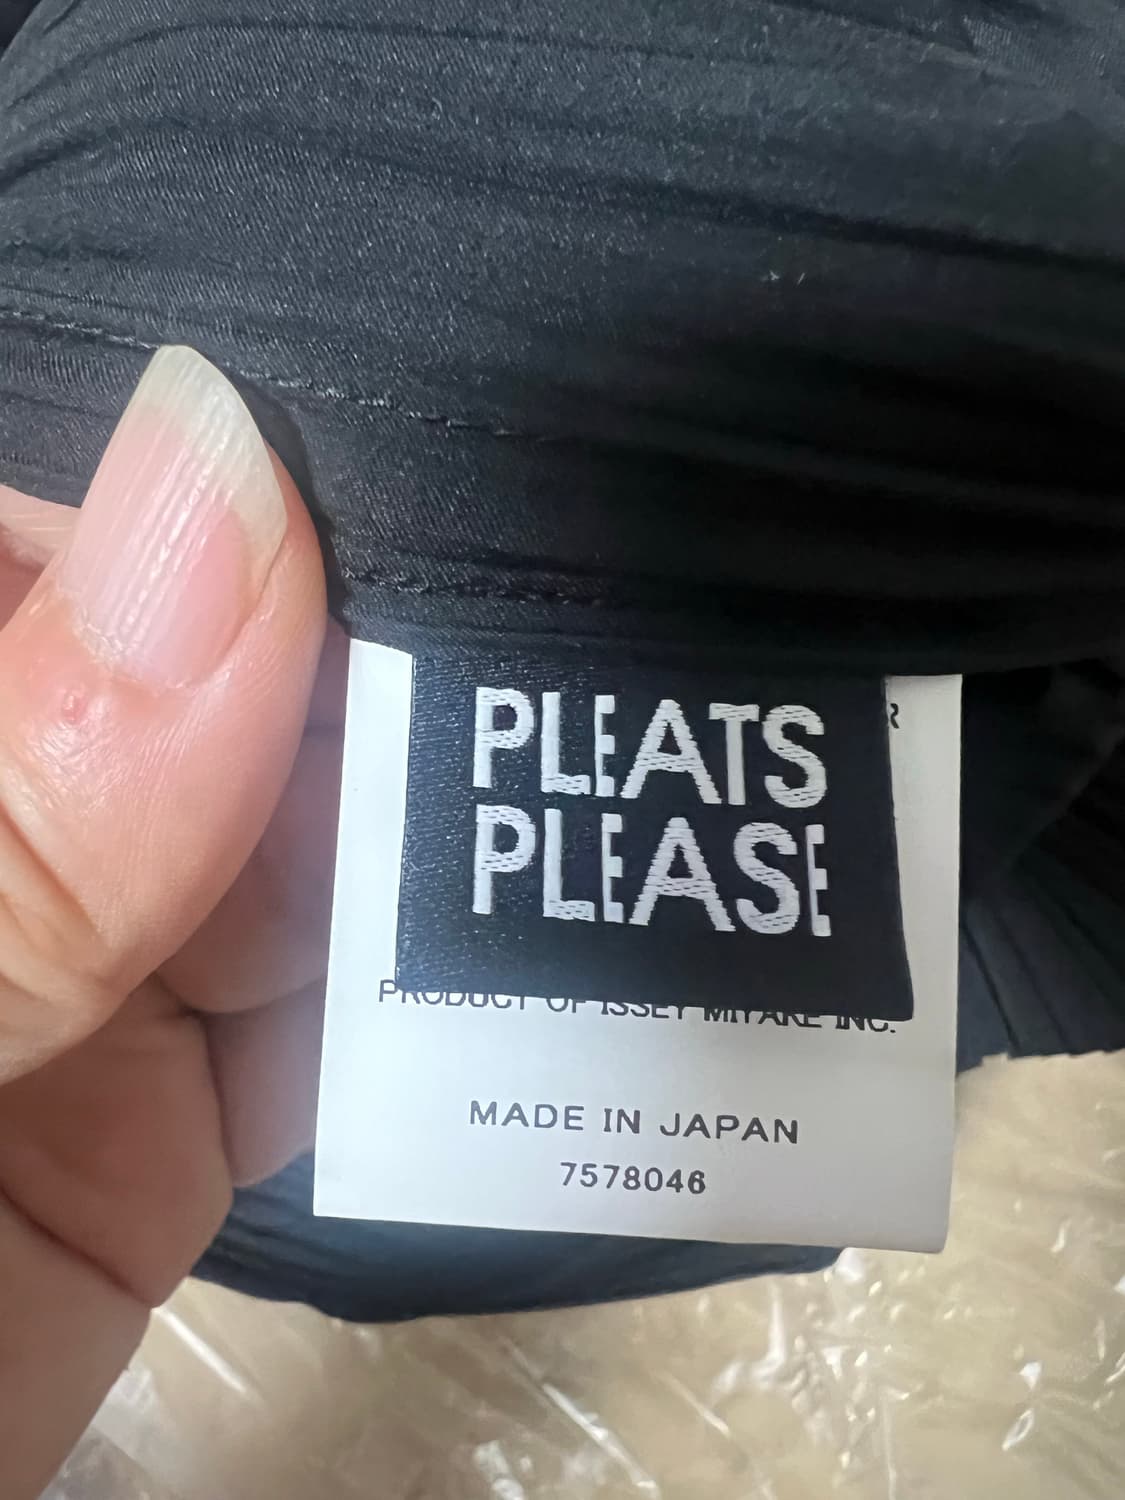 PLEATS
PLEASE
PRODUCT OF ISSEY MIYAKE INC.
MADE IN JAPAN
7578046